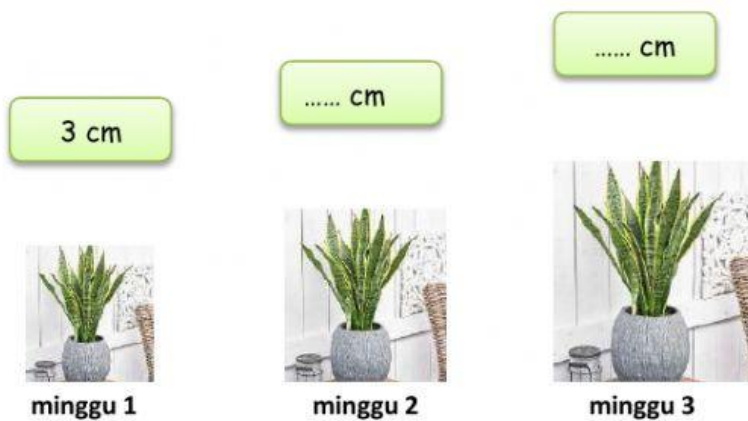 3 cm
...... cm
...... cm
minggu 1
minggu 2
minggu 3